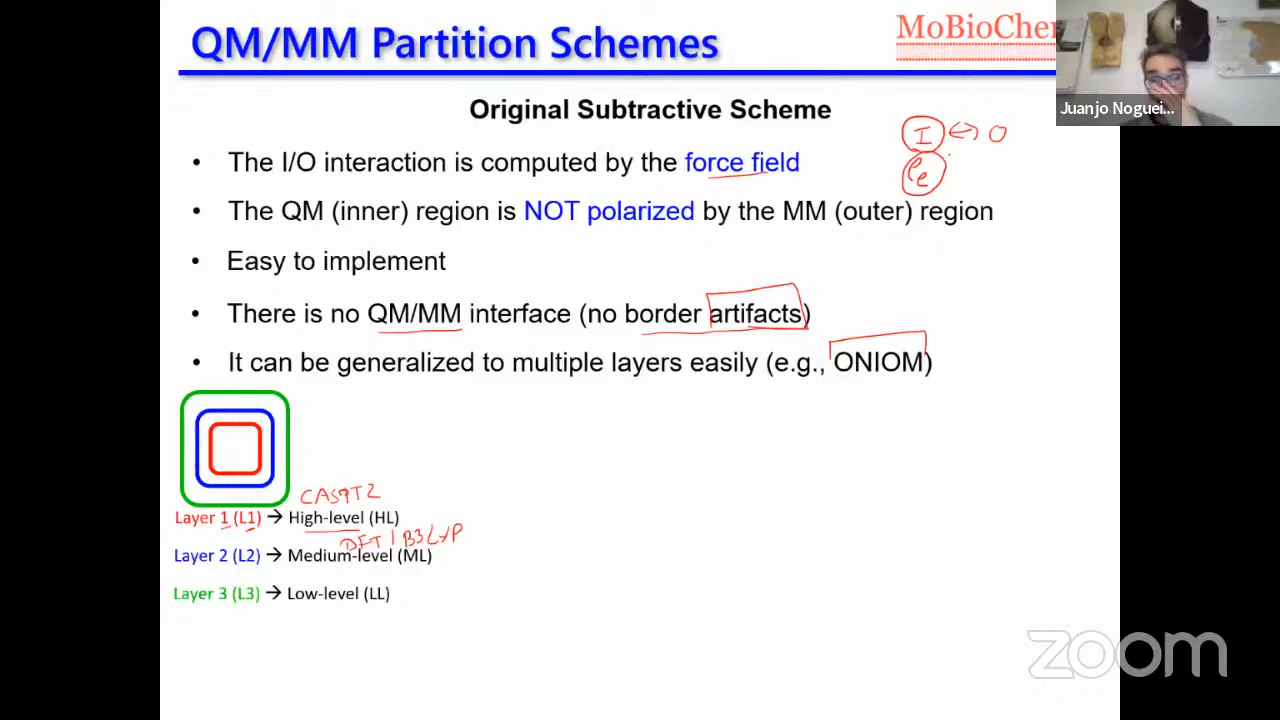 QM/MM Partition Schemes
MoBioChem
Juanjo Noguei...
Original Subtractive Scheme
I ↔ O
• The I/O interaction is computed by the force field
• The QM (inner) region is NOT polarized by the MM (outer) region
• Easy to implement
• There is no QM/MM interface (no border artifacts)
• It can be generalized to multiple layers easily (e.g., ONIOM)
CASPT2
Layer 1 (L1) → High-level (HL)
DFT / B3LYP
Layer 2 (L2) → Medium-level (ML)
Layer 3 (L3) → Low-level (LL)
zoom